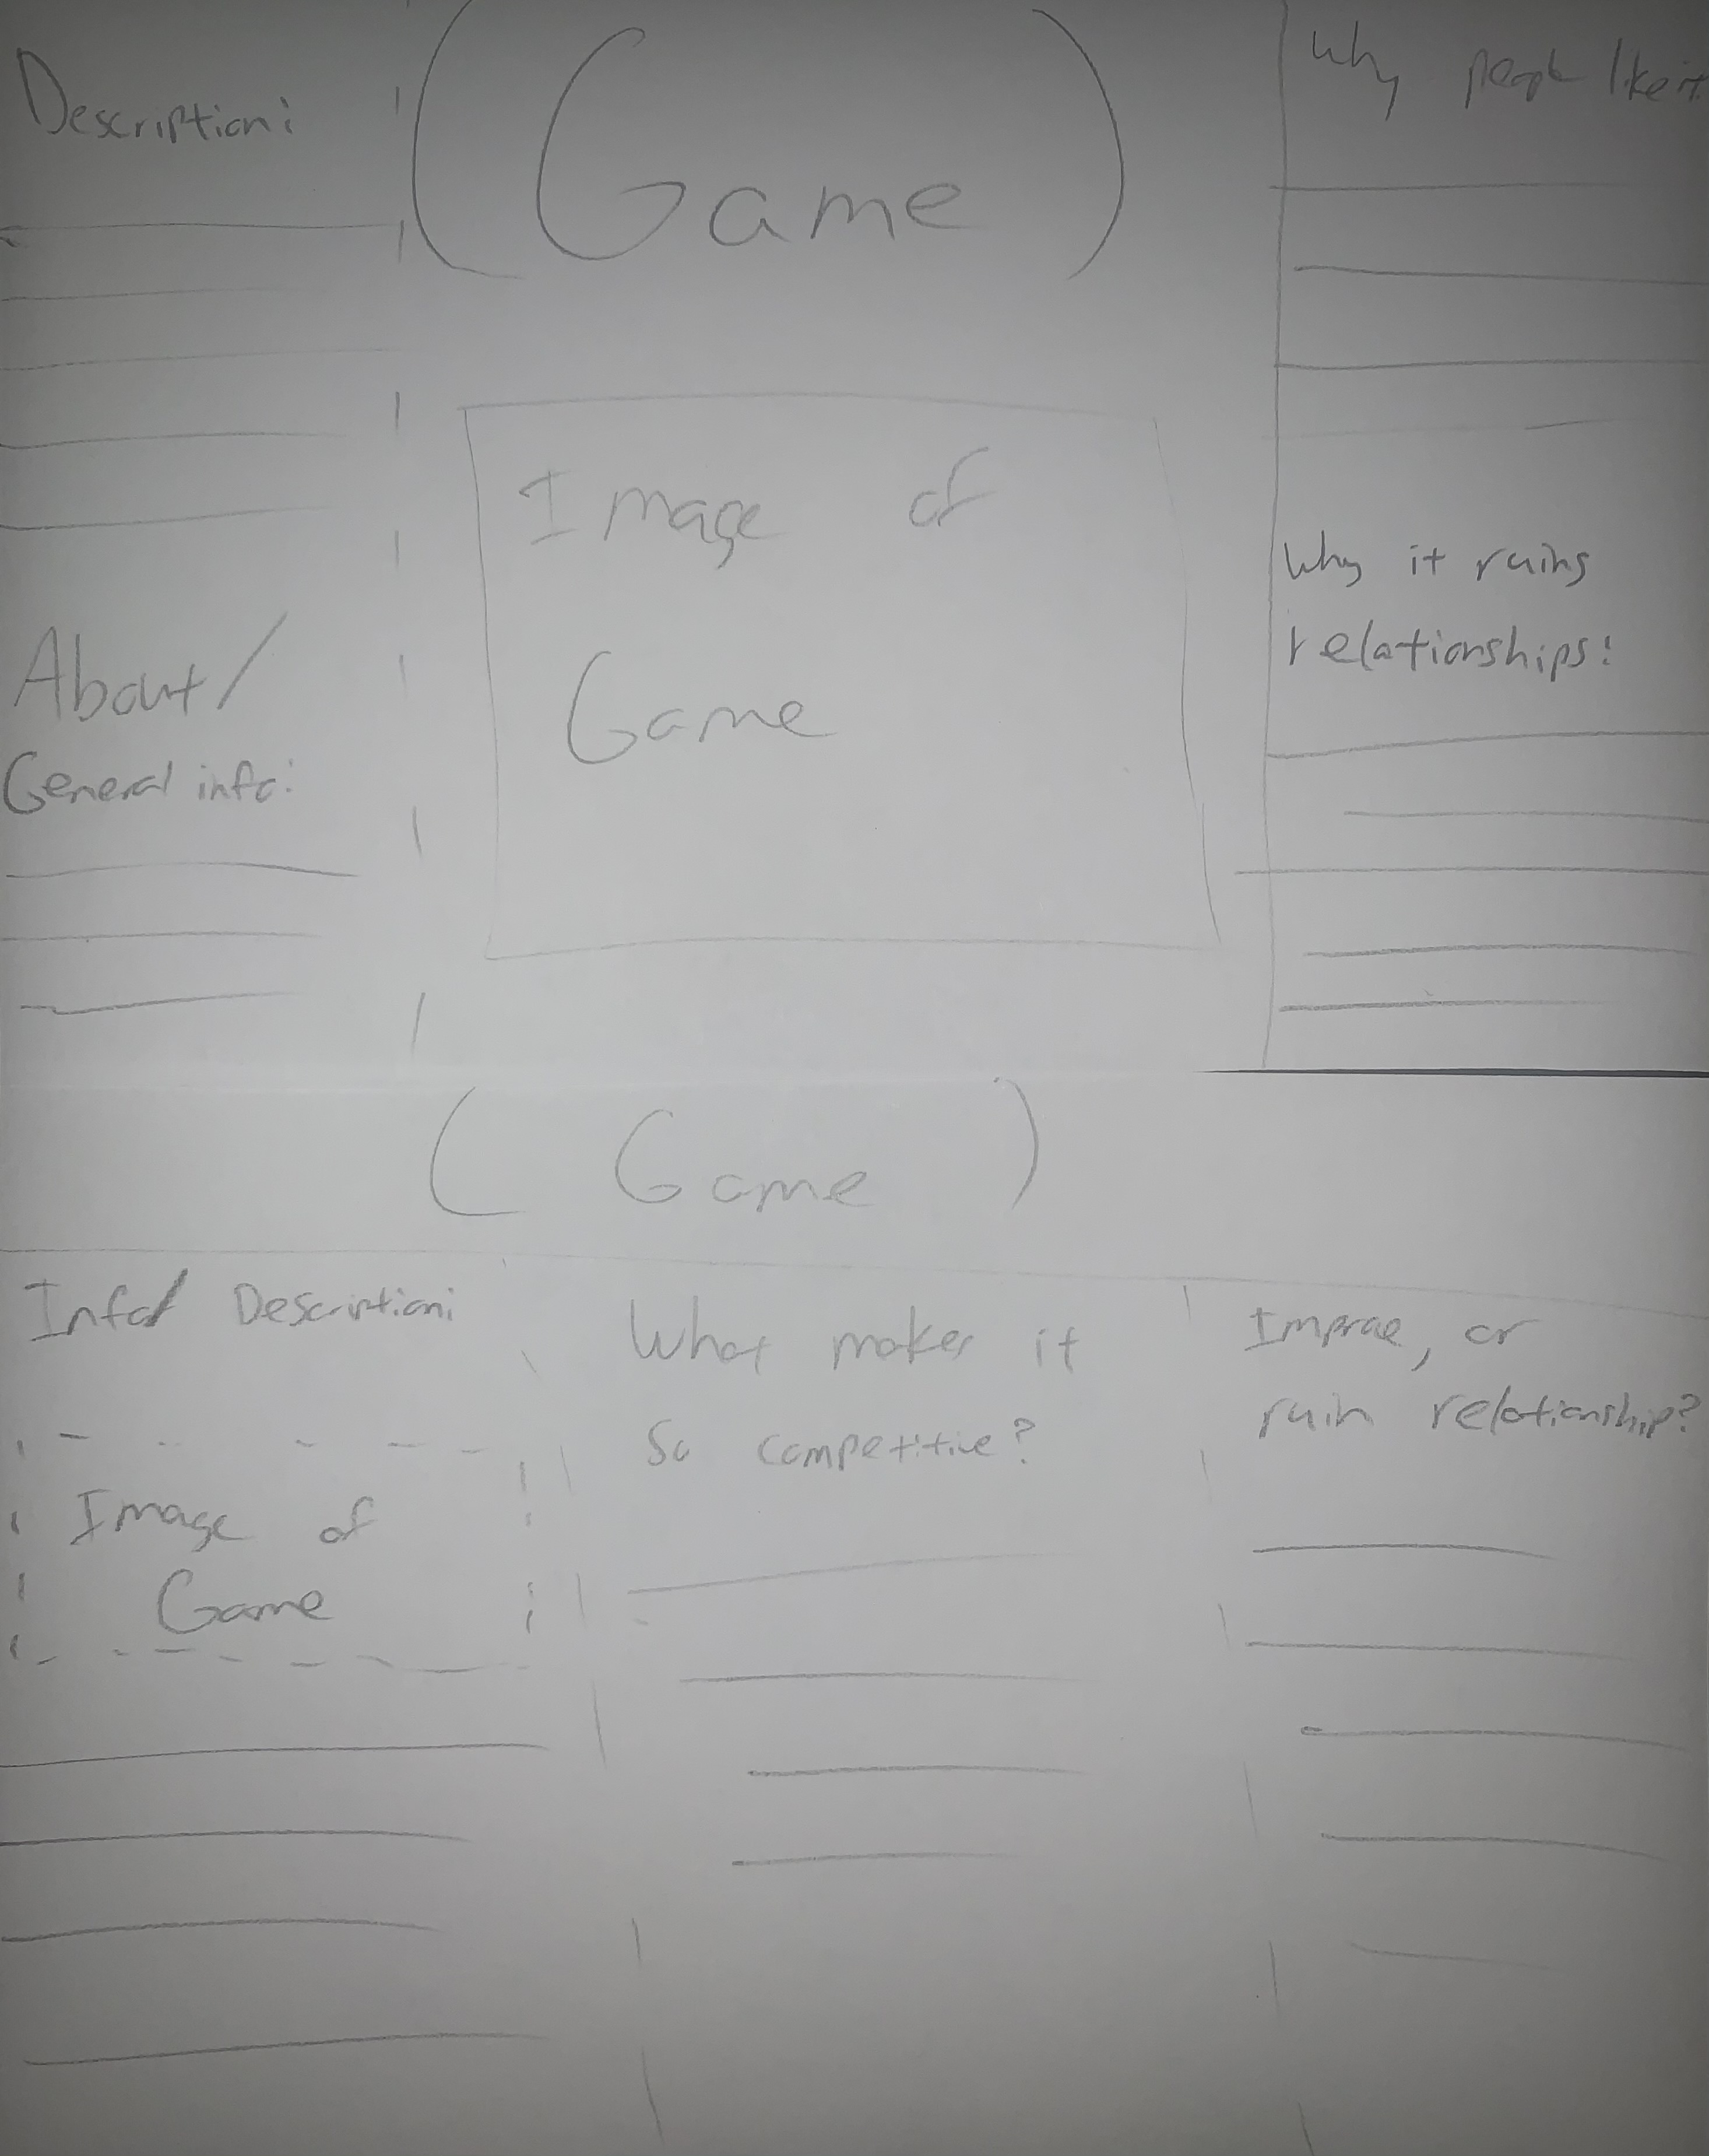 (Game)
Description:
Why people like it
Image of
Game
About/
General info:
Why it ruins
relationships:
(Game)
Info/ Description:
Image of
Game
What makes it
so competitive?
Improve, or
ruin relationship?